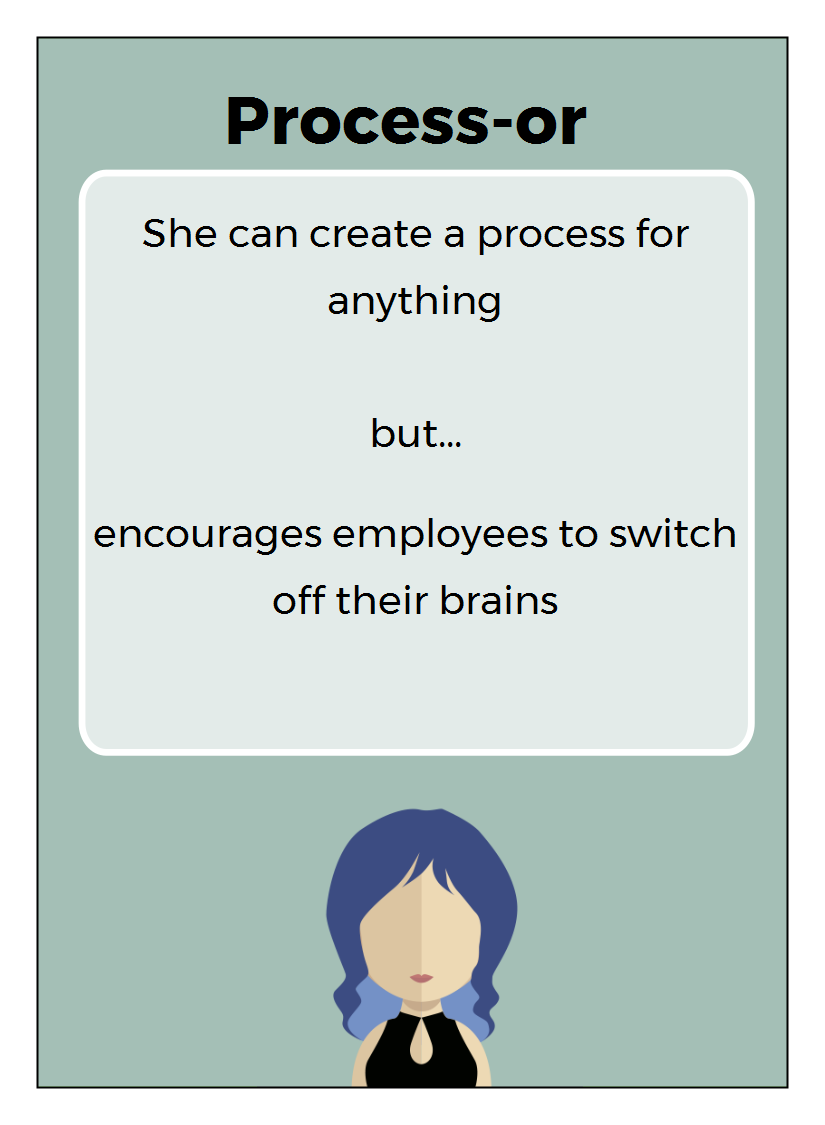 Process-or
She can create a process for
anything
but...
encourages employees to switch
off their brains